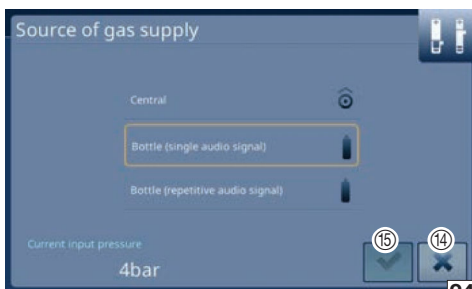 Source of gas supply
Central
Bottle (single audio signal)
Bottle (repetitive audio signal)
Current input pressure
4bar
⑮ ⑭